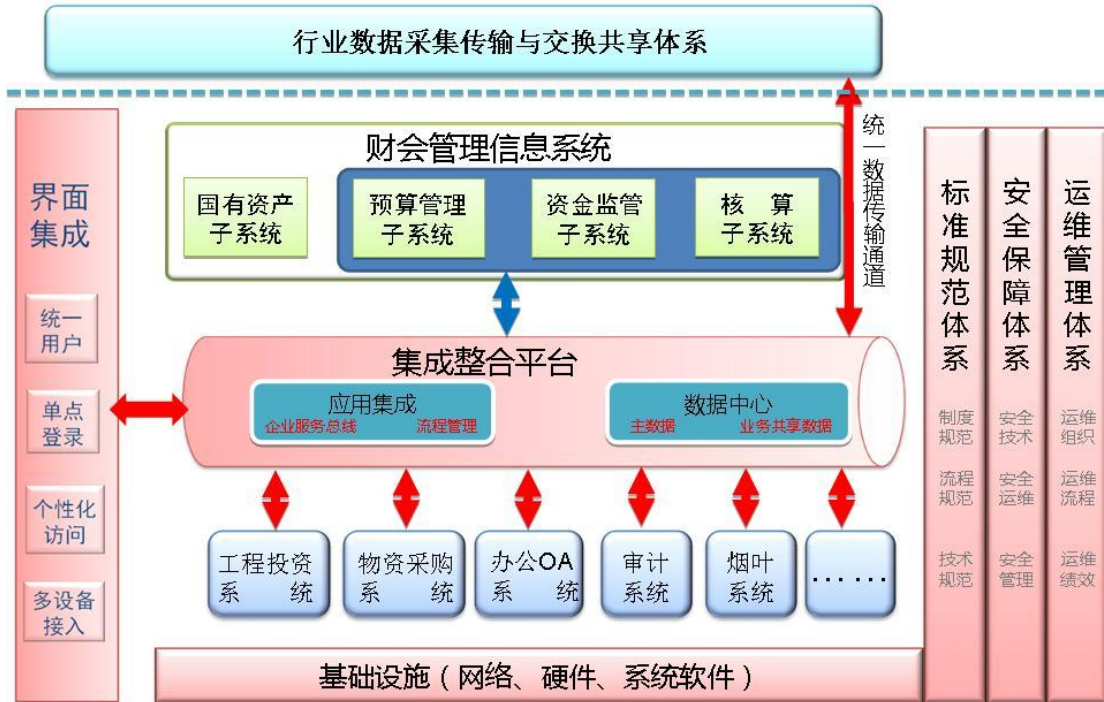 行业数据采集传输与交换共享体系
统一数据传输通道
财会管理信息系统
国有资产
子系统
预算管理
子系统
资金监管
子系统
核 算
子系统
界面
集成
统一
用户
单点
登录
个性化
访问
多设备
接入
集成整合平台
应用集成
企业服务总线 流程管理
数据中心
主数据 业务共享数据
工程投资
系 统
物资采购
系 统
办公OA
系 统
审计
系统
烟叶
系统
……
基础设施（网络、硬件、系统软件）
标准规范体系
制度
规范
流程
规范
技术
规范
安全保障体系
安全
技术
安全
运维
安全
管理
运维管理体系
运维
组织
运维
流程
运维
绩效